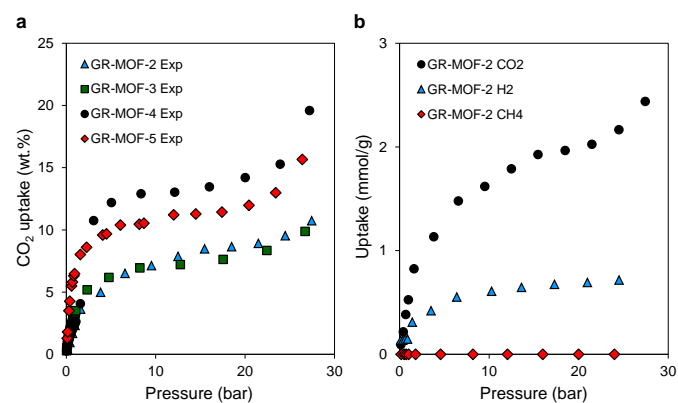 a
25
20
15
10
5
0
CO2 uptake (wt.%)
GR-MOF-2 Exp
GR-MOF-3 Exp
GR-MOF-4 Exp
GR-MOF-5 Exp
0 10 20 30
Pressure (bar)
b
3
2
1
0
Uptake (mmol/g)
GR-MOF-2 CO2
GR-MOF-2 H2
GR-MOF-2 CH4
0 10 20 30
Pressure (bar)